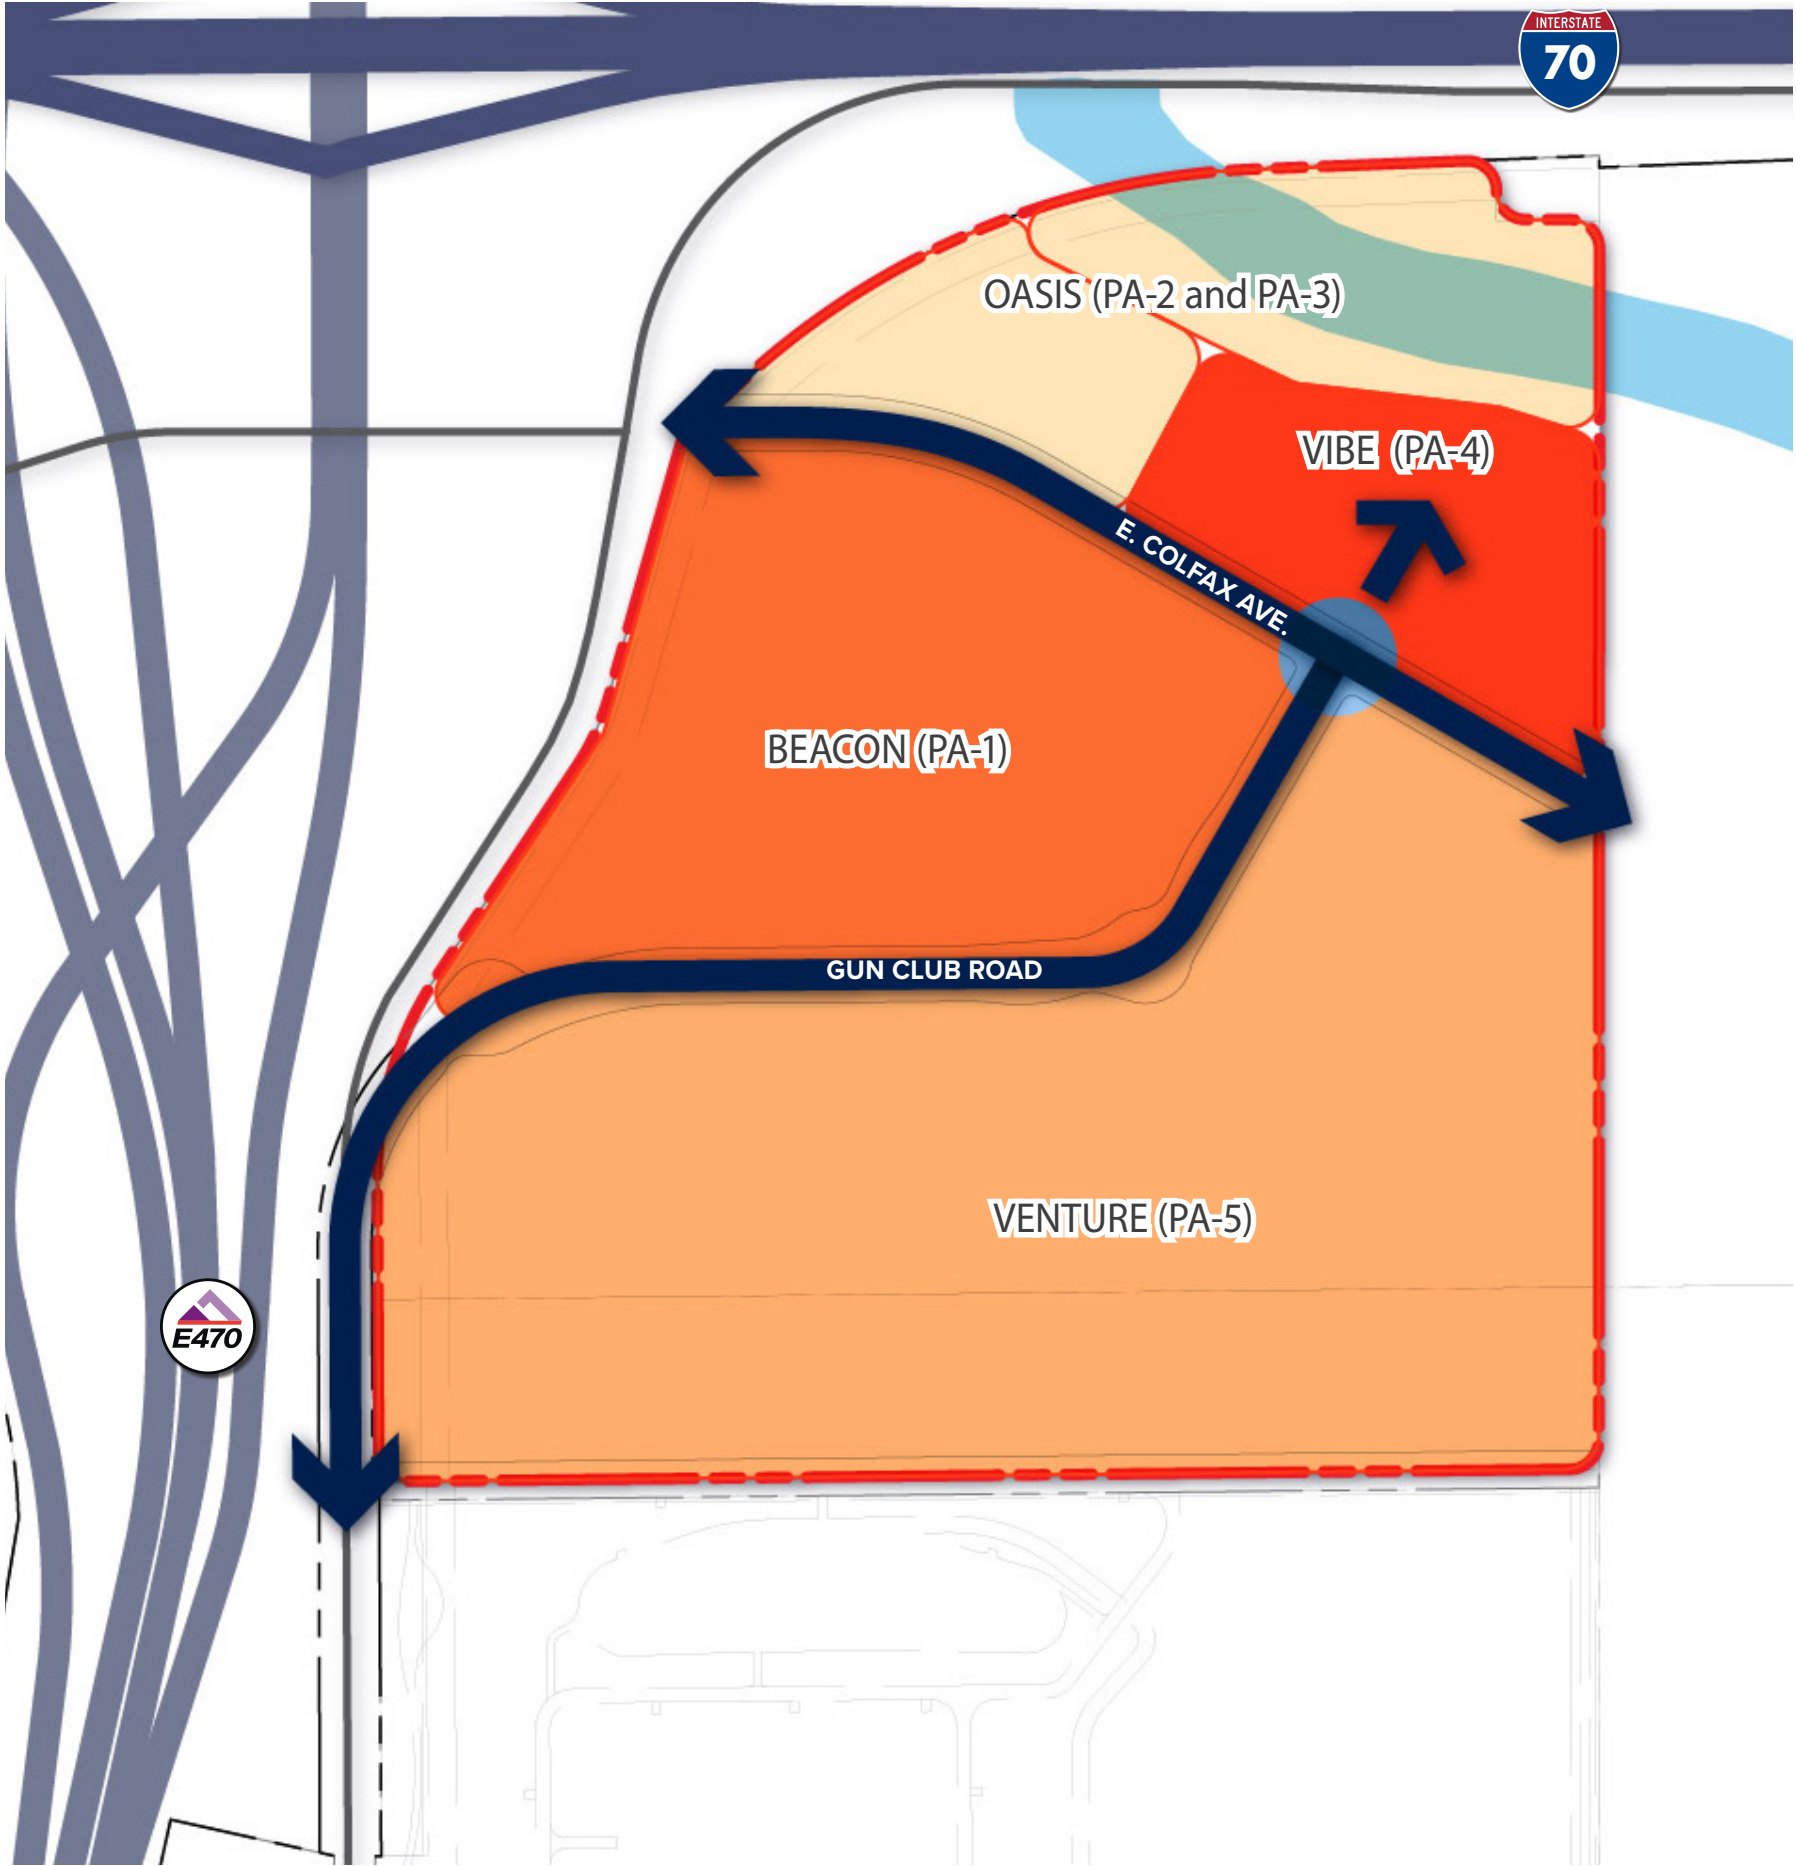 INTERSTATE
70
OASIS (PA-2 and PA-3)
VIBE (PA-4)
E. COLFAX AVE.
BEACON (PA-1)
GUN CLUB ROAD
VENTURE (PA-5)
E470